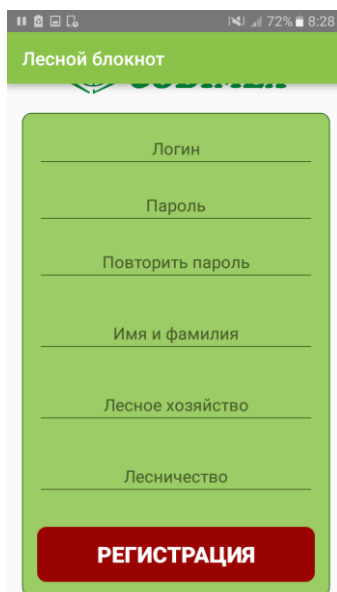 72% 8:28
Лесной блокнот
Логин
Пароль
Повторить пароль
Имя и фамилия
Лесное хозяйство
Лесничество
РЕГИСТРАЦИЯ